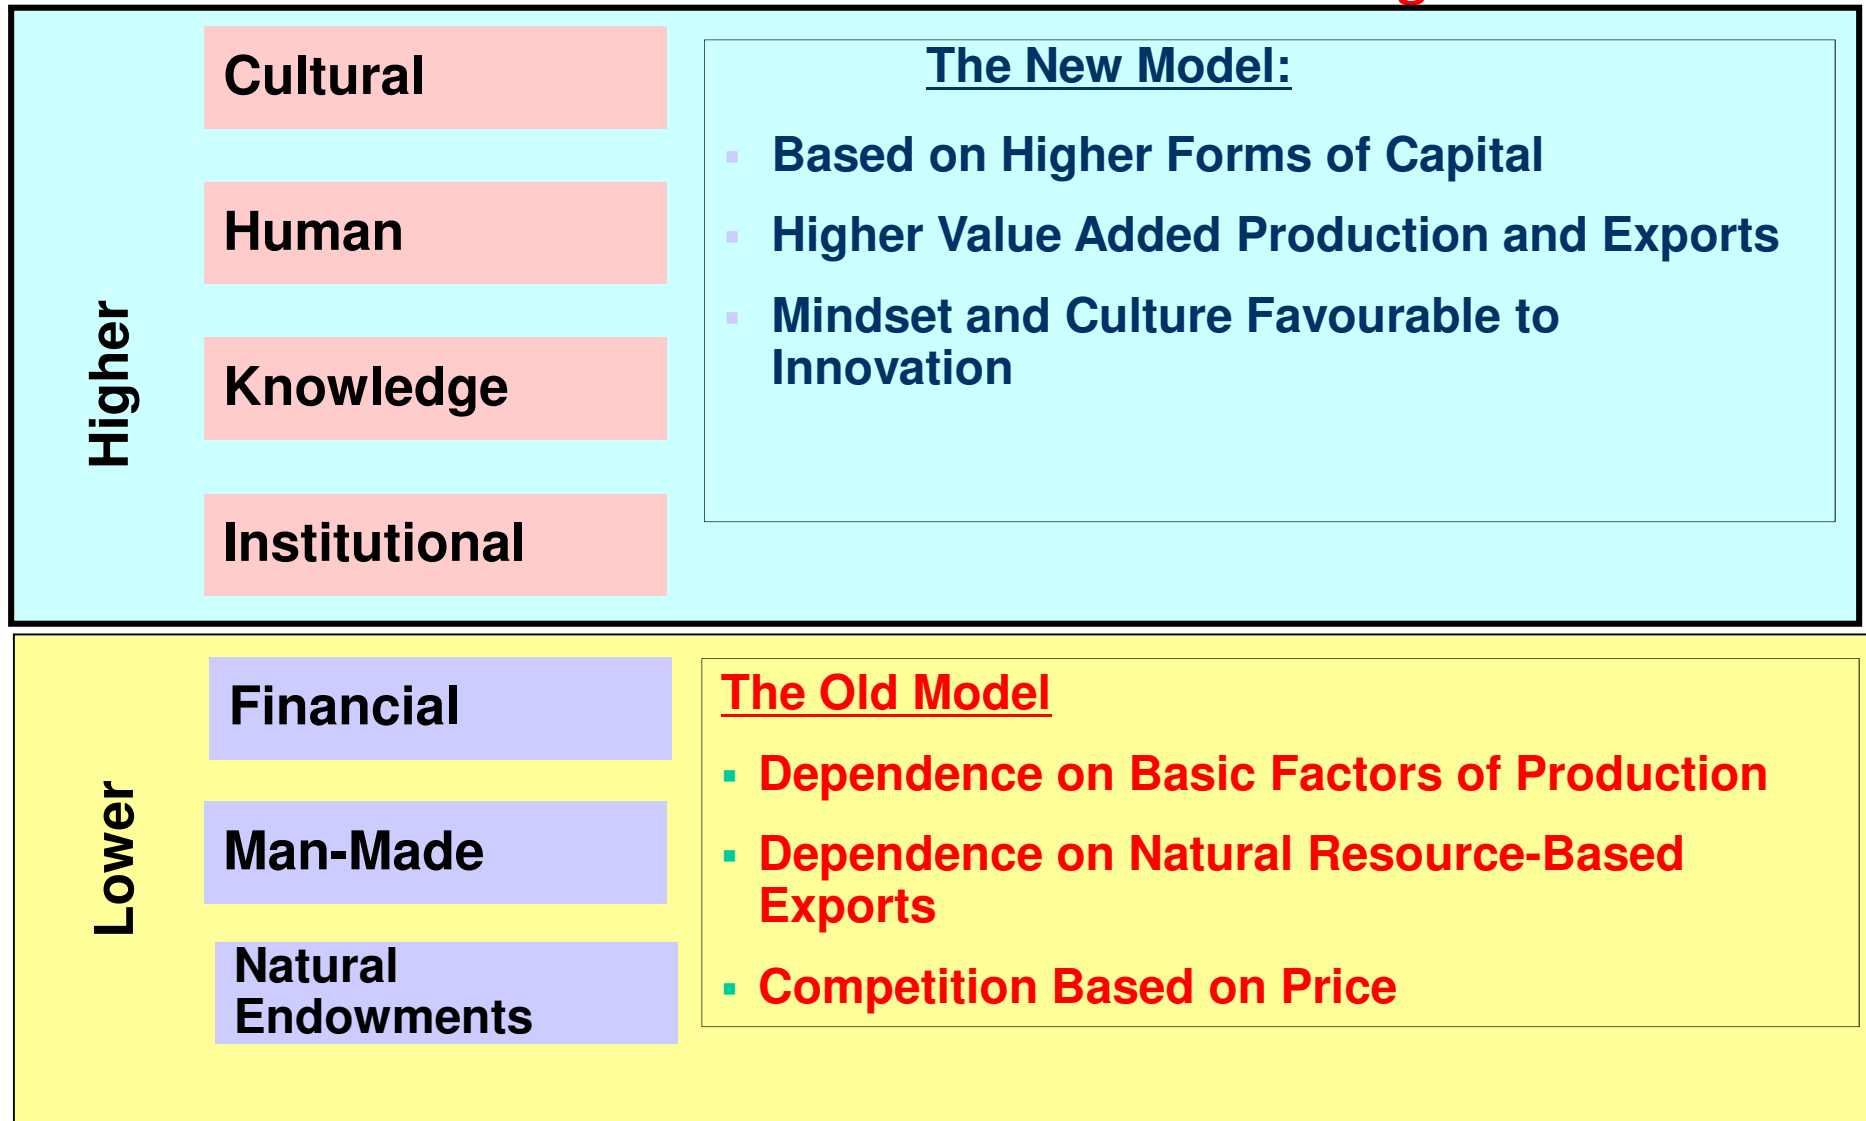 Higher
Cultural
Human
Knowledge
Institutional
The New Model:
▪ Based on Higher Forms of Capital
▪ Higher Value Added Production and Exports
▪ Mindset and Culture Favourable to
Innovation
Lower
Financial
Man-Made
Natural
Endowments
The Old Model
▪ Dependence on Basic Factors of Production
▪ Dependence on Natural Resource-Based
Exports
▪ Competition Based on Price